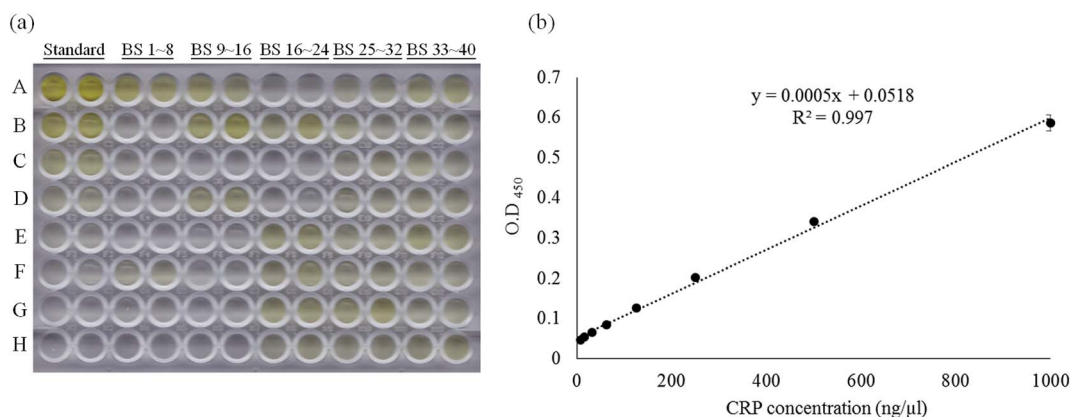 (a)
Standard BS 1~8 BS 9~16 BS 16~24 BS 25~32 BS 33~40
A
B
C
D
E
F
G
H
(b)
0.7
0.6
0.5
0.4
0.3
0.2
0.1
0
O.D 450
y = 0.0005x + 0.0518
R² = 0.997
0 200 400 600 800 1000
CRP concentration (ng/µl)